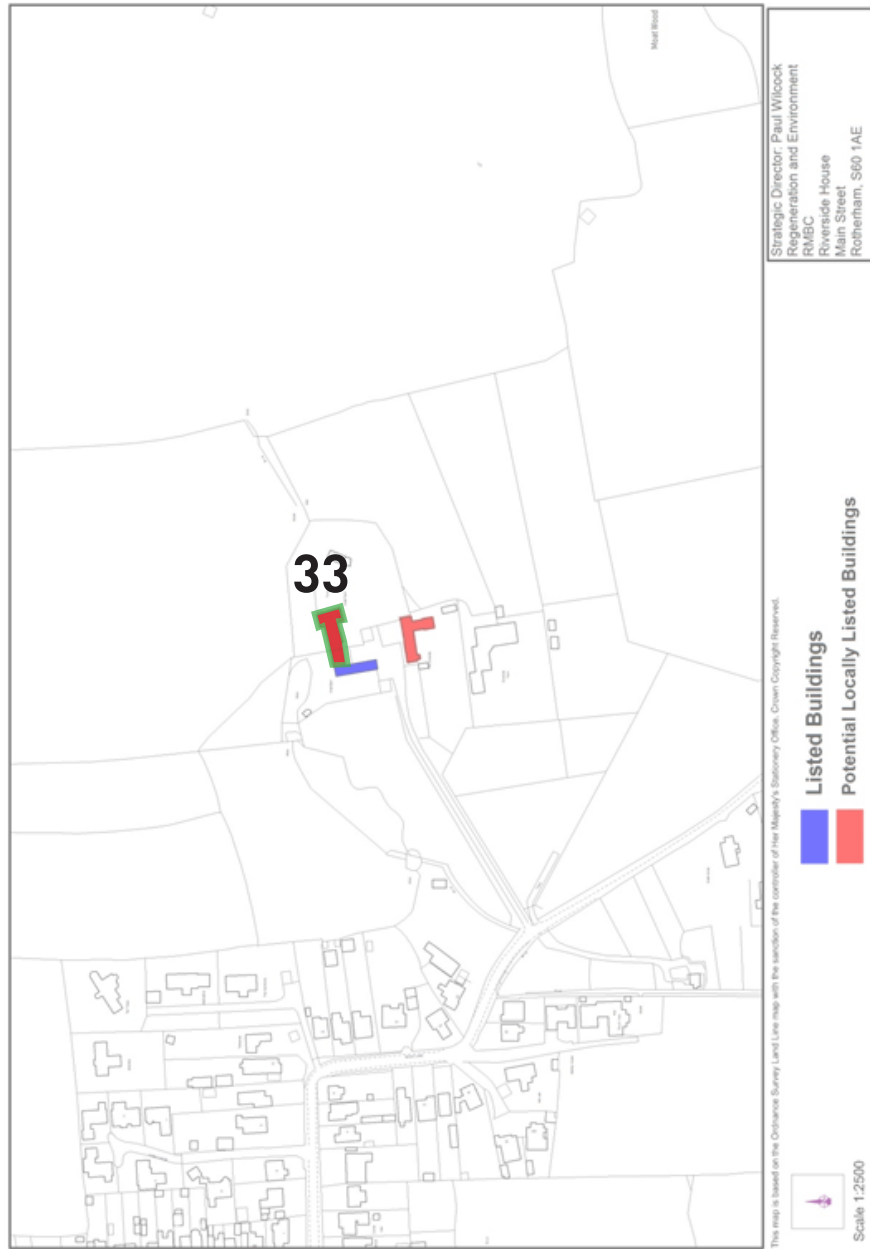 33
Moat Wood
Strategic Director: Paul Wilcock
Regeneration and Environment
RMBC
Riverside House
Main Street
Rotherham, S60 1AE
This map is based on the Ordnance Survey Land Line map with the sanction of the controller of Her Majesty's Stationery Office. Crown Copyright Reserved.
Listed Buildings
Potential Locally Listed Buildings
Scale 1:2500